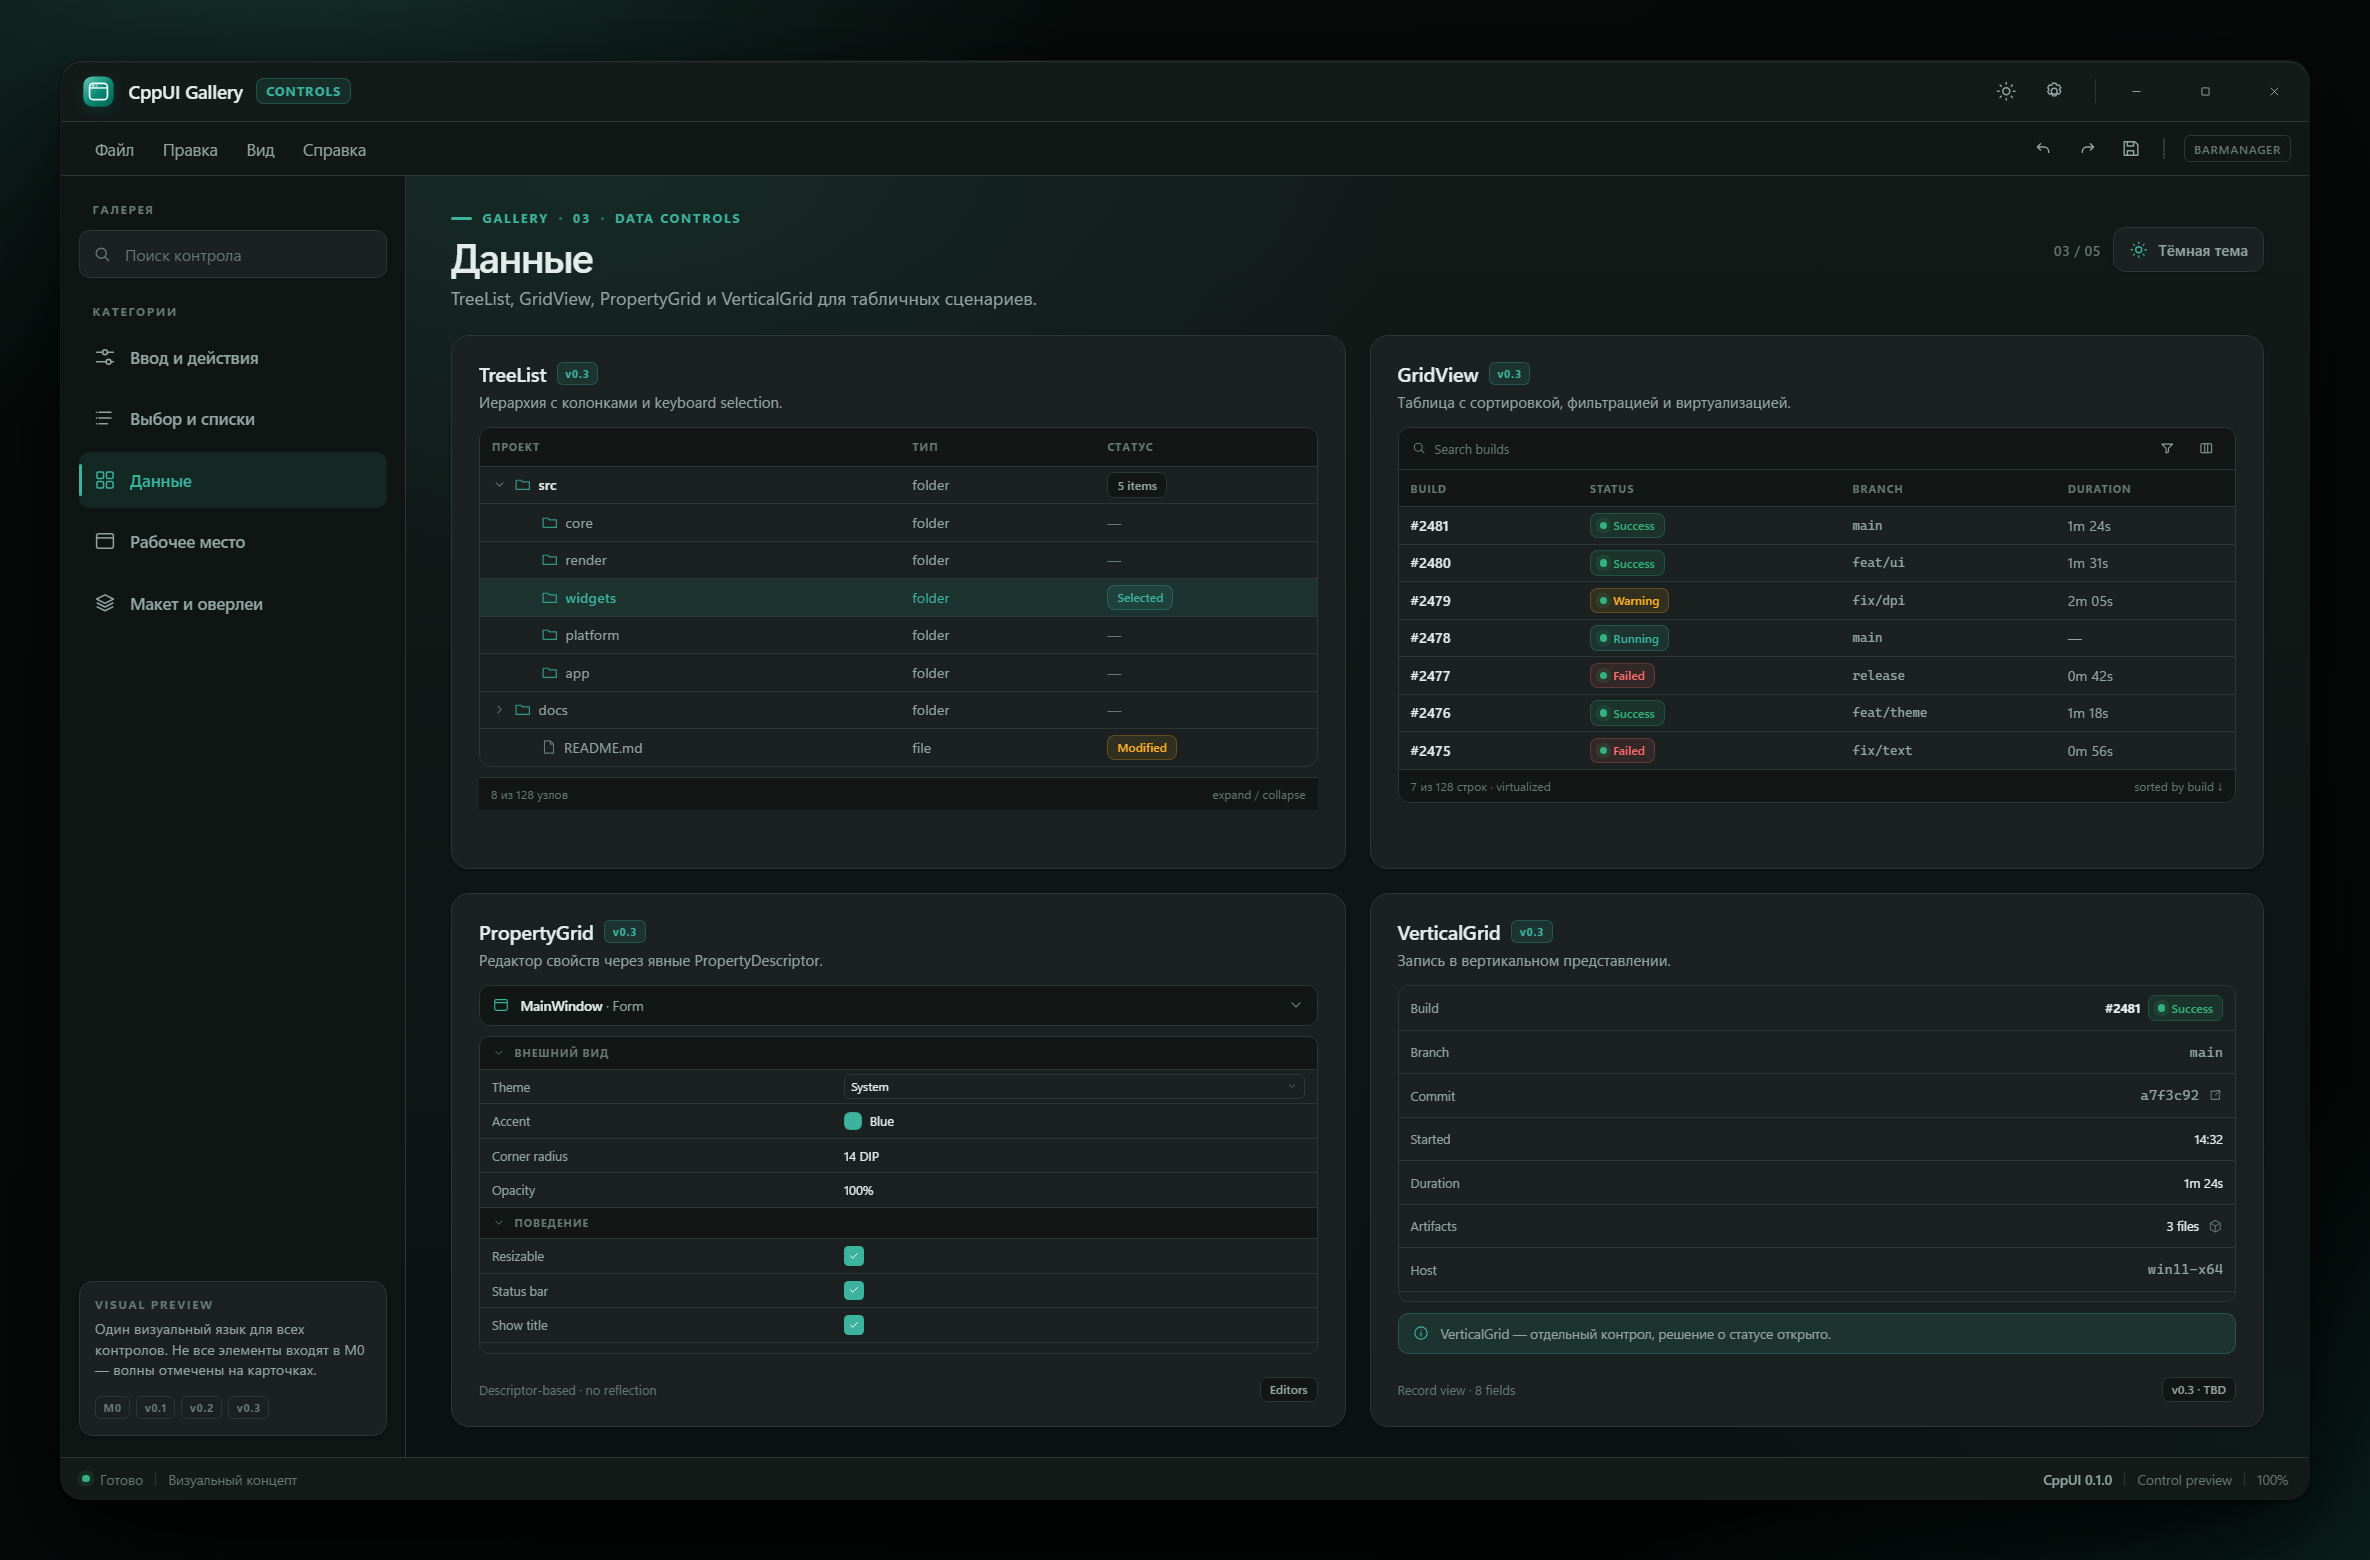 CppUI Gallery CONTROLS
Файл Правка Вид Справка
BARMANAGER
ГАЛЕРЕЯ
Поиск контрола
КАТЕГОРИИ
Ввод и действия
Выбор и списки
Данные
Рабочее место
Макет и оверлеи
VISUAL PREVIEW
Один визуальный язык для всех
контролов. Не все элементы входят в M0
— волны отмечены на карточках.
M0 v0.1 v0.2 v0.3
GALLERY · 03 · DATA CONTROLS
Данные
TreeList, GridView, PropertyGrid и VerticalGrid для табличных сценариев.
03 / 05 Тёмная тема
TreeList v0.3
Иерархия с колонками и keyboard selection.
ПРОЕКТ ТИП СТАТУС
src folder 5 items
core folder —
render folder —
widgets folder Selected
platform folder —
app folder —
docs folder —
README.md file Modified
8 из 128 узлов expand / collapse
GridView v0.3
Таблица с сортировкой, фильтрацией и виртуализацией.
Search builds
BUILD STATUS BRANCH DURATION
#2481 Success main 1m 24s
#2480 Success feat/ui 1m 31s
#2479 Warning fix/dpi 2m 05s
#2478 Running main —
#2477 Failed release 0m 42s
#2476 Success feat/theme 1m 18s
#2475 Failed fix/text 0m 56s
7 из 128 строк · virtualized sorted by build ↓
PropertyGrid v0.3
Редактор свойств через явные PropertyDescriptor.
MainWindow · Form
ВНЕШНИЙ ВИД
Theme System
Accent Blue
Corner radius 14 DIP
Opacity 100%
ПОВЕДЕНИЕ
Resizable
Status bar
Show title
Descriptor-based · no reflection Editors
VerticalGrid v0.3
Запись в вертикальном представлении.
Build #2481 Success
Branch main
Commit a7f3c92
Started 14:32
Duration 1m 24s
Artifacts 3 files
Host win11-x64
VerticalGrid — отдельный контрол, решение о статусе открыто.
Record view · 8 fields v0.3 · TBD
Готово Визуальный концепт
CppUI 0.1.0 Control preview 100%